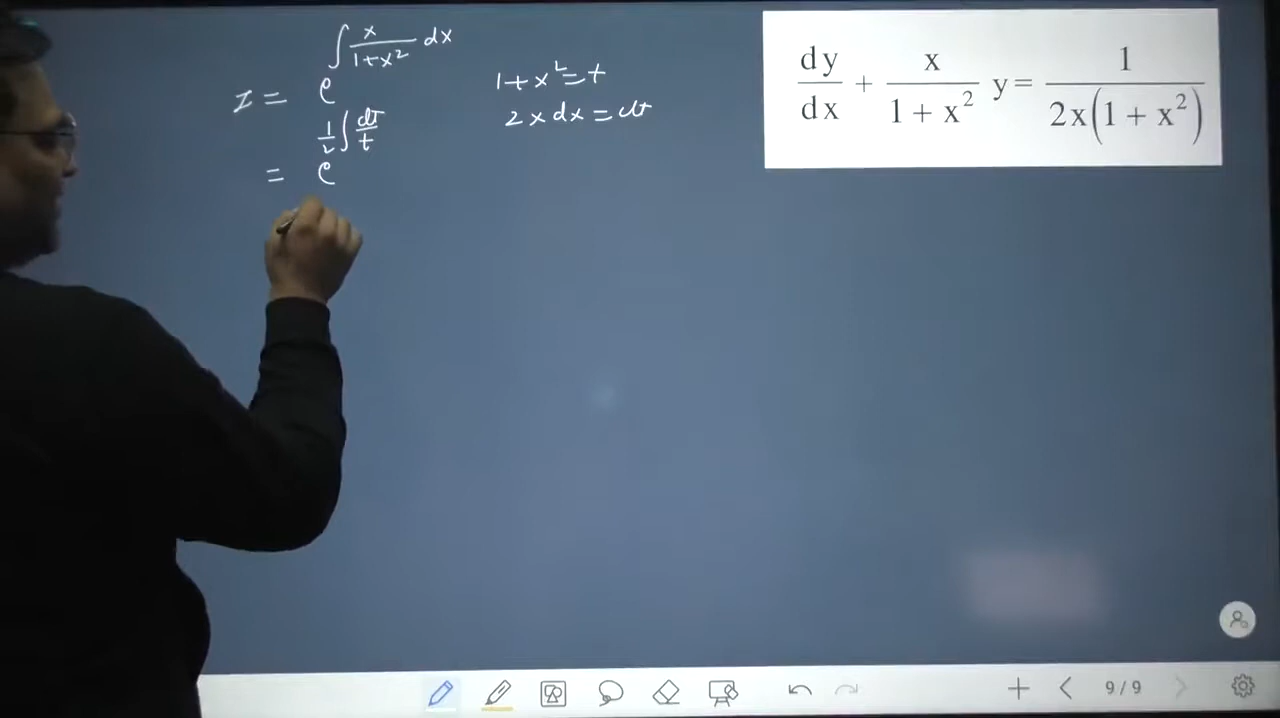 I = e^{∫ x/(1+x²) dx}
1+x² = t
2x dx = dt
= e^{1/2 ∫ dt/t}
dy/dx + x/(1 + x²) y = 1/(2x(1 + x²))
9/9